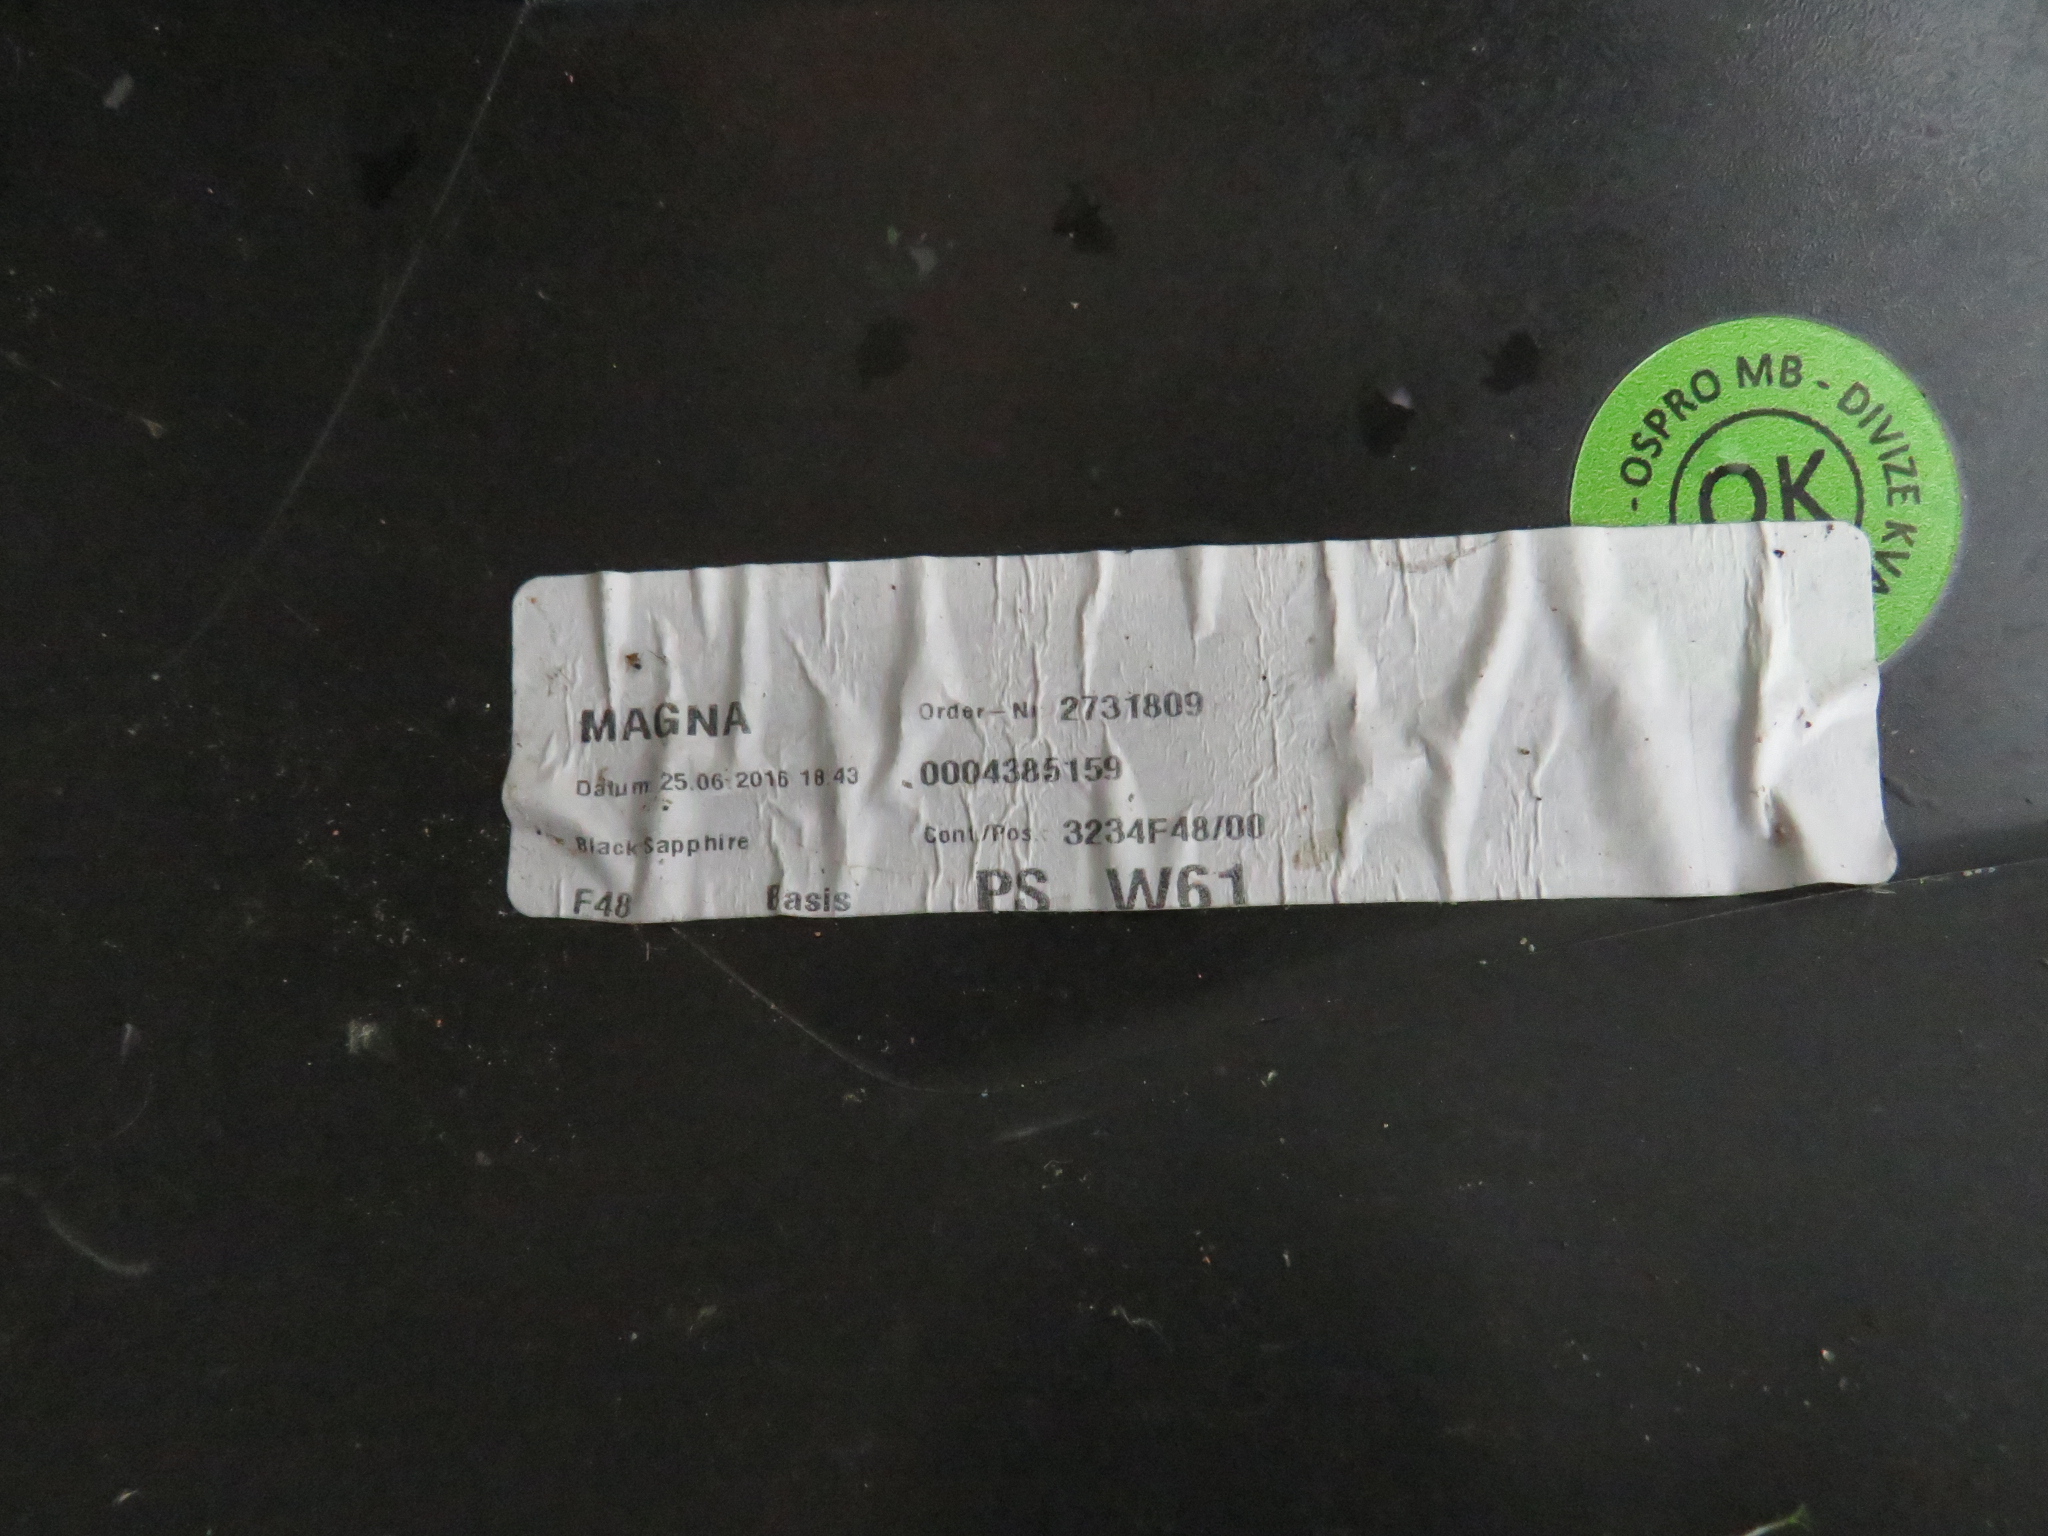 - OSPRO MB - DIVIZE
OK
MAGNA
Order-Nr 2731809
Datum 25.06-2016 18.43
.0004385159
Black Sapphire
Cont./Pos.: 3234F48/00
F48 Basis PS W61